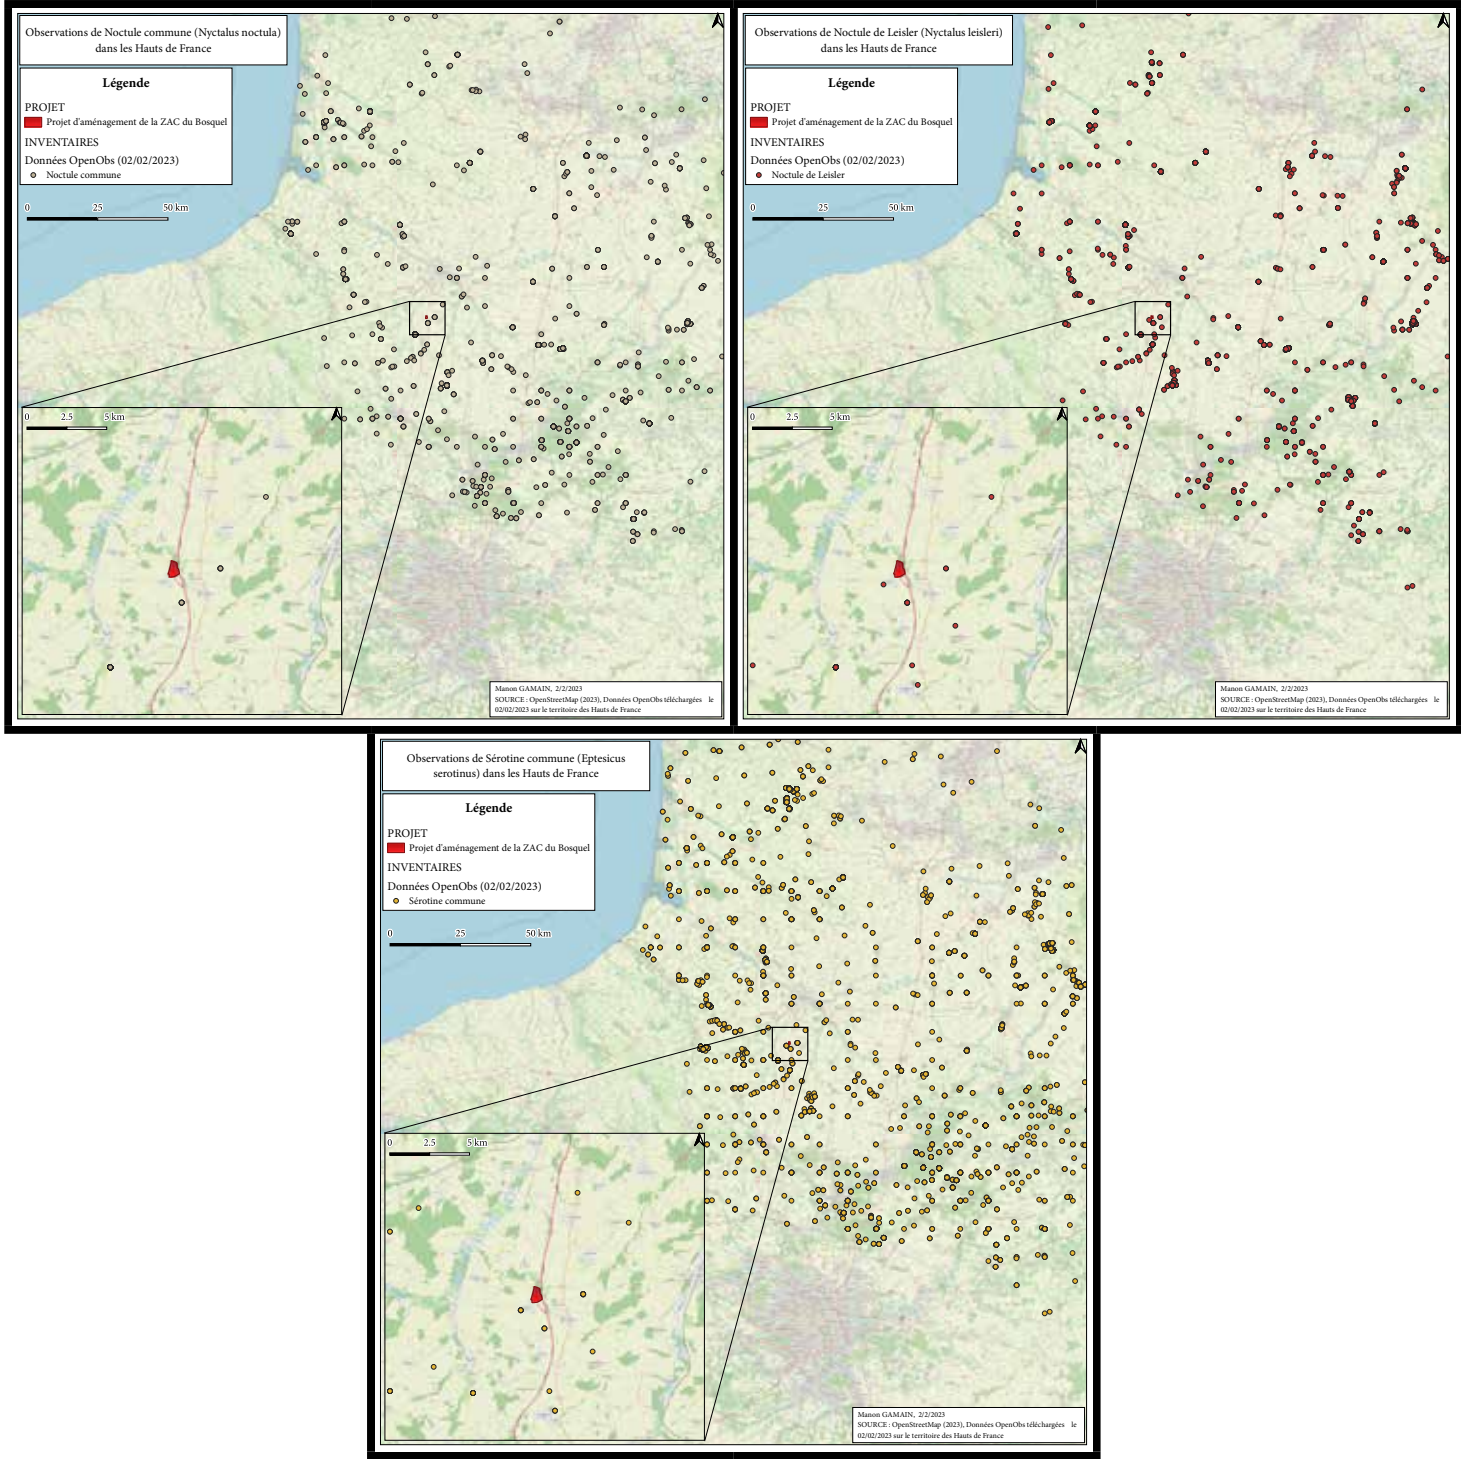 Observations de Noctule commune (Nyctalus noctula)
dans les Hauts de France
Légende
PROJET
Projet d'aménagement de la ZAC du Bosquel
INVENTAIRES
Données OpenObs (02/02/2023)
Noctule commune
0 25 50 km
0 2.5 5 km
Manon GAMAIN, 2/2/2023
SOURCE : OpenStreetMap (2023), Données OpenObs téléchargées le
02/02/2023 sur le territoire des Hauts de France
Observations de Noctule de Leisler (Nyctalus leisleri)
dans les Hauts de France
Légende
PROJET
Projet d'aménagement de la ZAC du Bosquel
INVENTAIRES
Données OpenObs (02/02/2023)
Noctule de Leisler
0 25 50 km
0 2.5 5 km
Manon GAMAIN, 2/2/2023
SOURCE : OpenStreetMap (2023), Données OpenObs téléchargées le
02/02/2023 sur le territoire des Hauts de France
Observations de Sérotine commune (Eptesicus
serotinus) dans les Hauts de France
Légende
PROJET
Projet d'aménagement de la ZAC du Bosquel
INVENTAIRES
Données OpenObs (02/02/2023)
Sérotine commune
0 25 50 km
0 2.5 5 km
Manon GAMAIN, 2/2/2023
SOURCE : OpenStreetMap (2023), Données OpenObs téléchargées le
02/02/2023 sur le territoire des Hauts de France